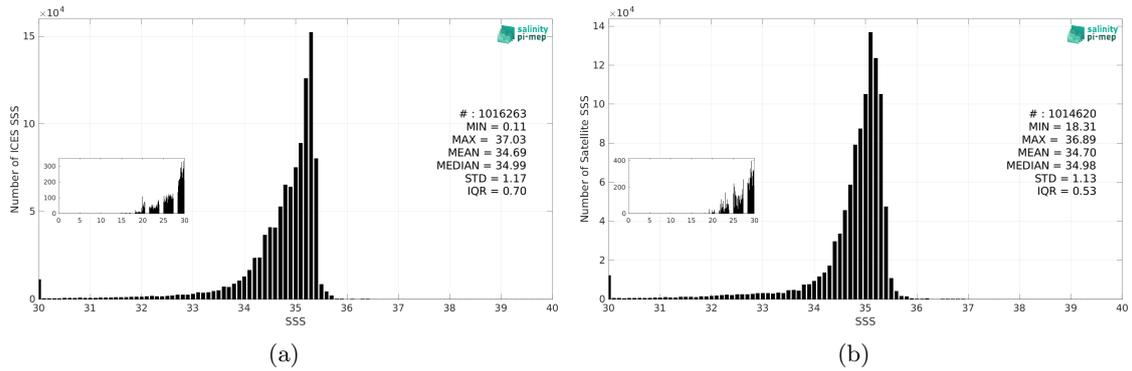 ×10⁴
15
10
5
0
30 31 32 33 34 35 36 37 38 39 40
SSS
Number of ICES SSS
salinity
pi-mep
# : 1016263
MIN = 0.11
MAX = 37.03
MEAN = 34.69
MEDIAN = 34.99
STD = 1.17
IQR = 0.70
300
200
100
0
0 5 10 15 20 25 30
(a)
×10⁴
14
12
10
8
6
4
2
0
30 31 32 33 34 35 36 37 38 39 40
SSS
Number of Satellite SSS
salinity
pi-mep
# : 1014620
MIN = 18.31
MAX = 36.89
MEAN = 34.70
MEDIAN = 34.98
STD = 1.13
IQR = 0.53
400
200
0
0 5 10 15 20 25 30
(b)